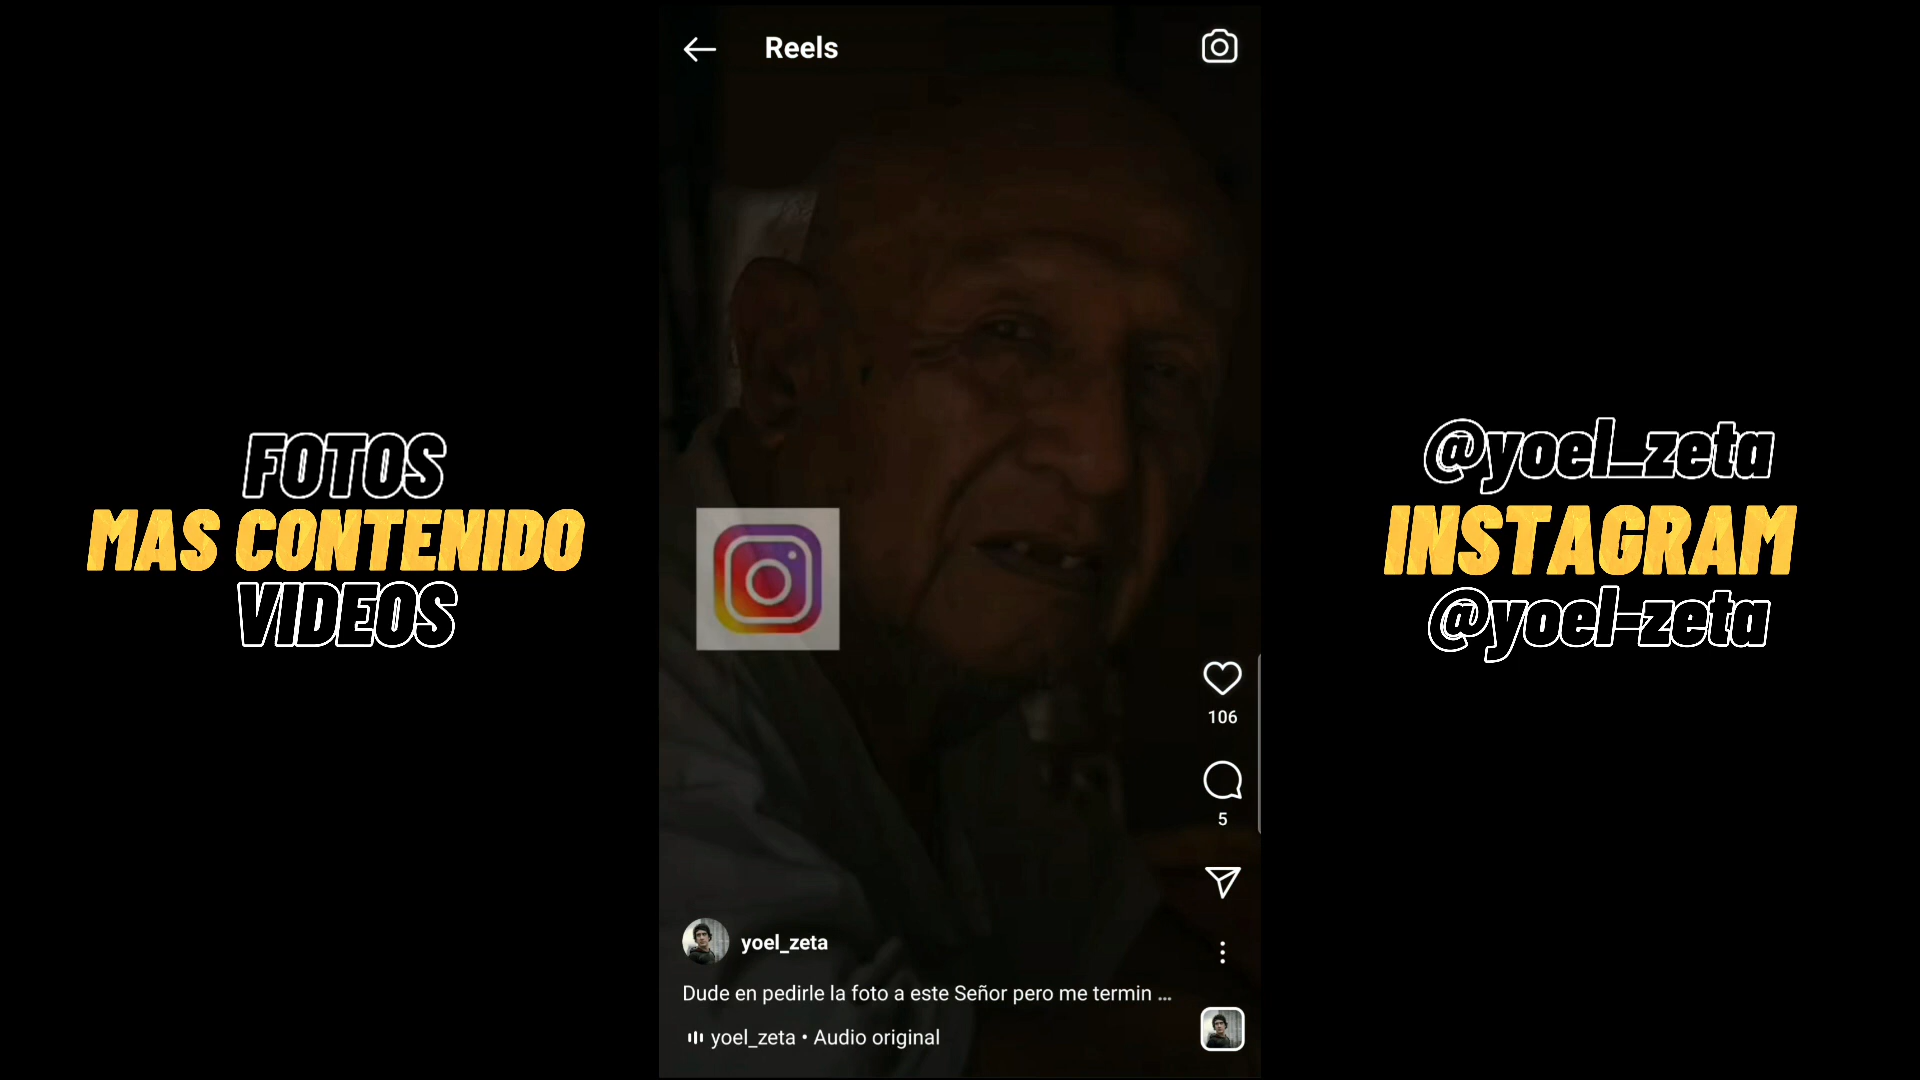 Reels
FOTOS
MAS CONTENIDO
VIDEOS
@yoel_zeta
INSTAGRAM
@yoel-zeta
106
5
yoel_zeta
Dude en pedirle la foto a este Señor pero me termin ...
yoel_zeta • Audio original